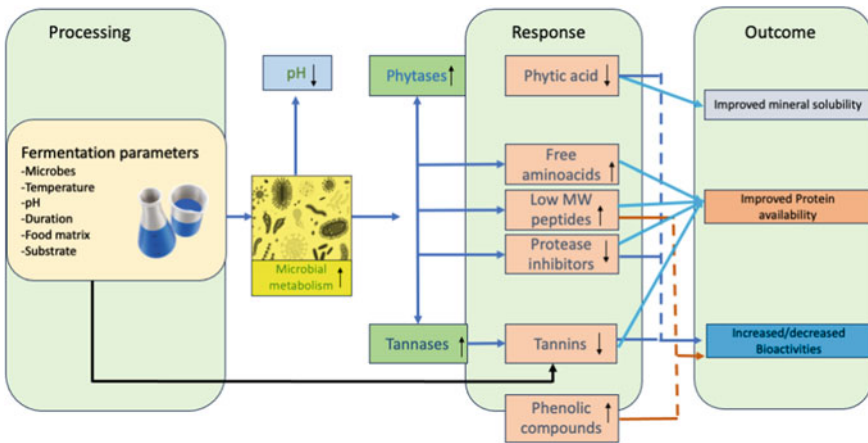 Processing
Response
Outcome
pH
Phytases
Phytic acid
Improved mineral solubility
Fermentation parameters
-Microbes
-Temperature
-pH
-Duration
-Food matrix
-Substrate
Microbial
metabolism
Free
aminoacids
Low MW
peptides
Protease
inhibitors
Improved Protein
availability
Tannases
Tannins
Increased/decreased
Bioactivities
Phenolic
compounds